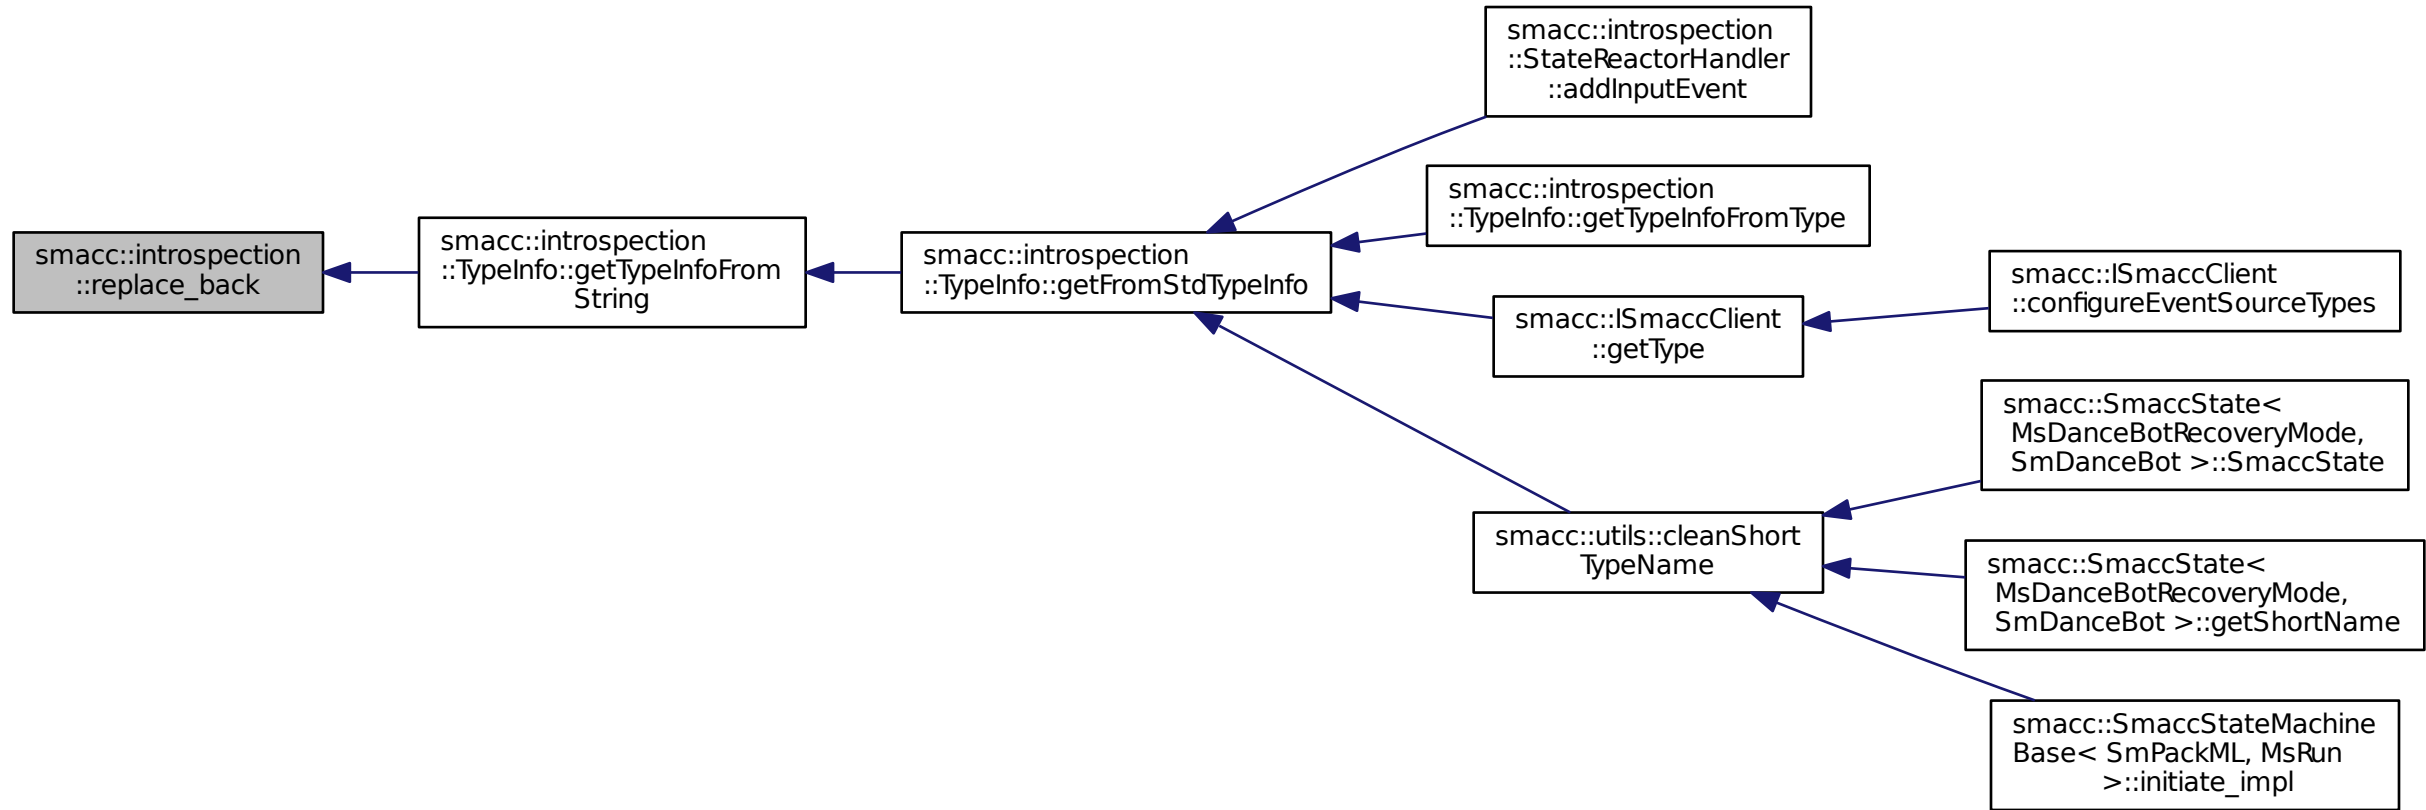 smacc::introspection
::replace_back
smacc::introspection
::TypeInfo::getTypeInfoFrom
String
smacc::introspection
::TypeInfo::getFromStdTypeInfo
smacc::introspection
::StateReactorHandler
::addInputEvent
smacc::introspection
::TypeInfo::getTypeInfoFromType
smacc::ISmaccClient
::getType
smacc::utils::cleanShort
TypeName
smacc::ISmaccClient
::configureEventSourceTypes
smacc::SmaccState<
MsDanceBotRecoveryMode,
SmDanceBot >::SmaccState
smacc::SmaccState<
MsDanceBotRecoveryMode,
SmDanceBot >::getShortName
smacc::SmaccStateMachine
Base< SmPackML, MsRun
>::initiate_impl